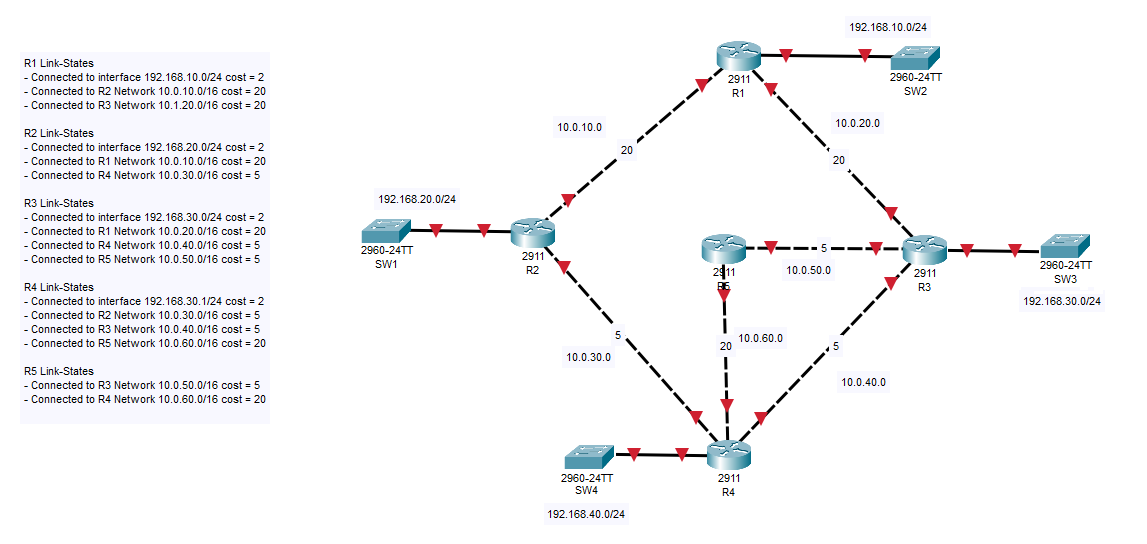 R1 Link-States
- Connected to interface 192.168.10.0/24 cost = 2
- Connected to R2 Network 10.0.10.0/16 cost = 20
- Connected to R3 Network 10.1.20.0/16 cost = 20
R2 Link-States
- Connected to interface 192.168.20.0/24 cost = 2
- Connected to R1 Network 10.0.10.0/16 cost = 20
- Connected to R4 Network 10.0.30.0/16 cost = 5
R3 Link-States
- Connected to interface 192.168.30.0/24 cost = 2
- Connected to R1 Network 10.0.20.0/16 cost = 20
- Connected to R4 Network 10.0.40.0/16 cost = 5
- Connected to R5 Network 10.0.50.0/16 cost = 5
R4 Link-States
- Connected to interface 192.168.30.1/24 cost = 2
- Connected to R2 Network 10.0.30.0/16 cost = 5
- Connected to R3 Network 10.0.40.0/16 cost = 5
- Connected to R5 Network 10.0.60.0/16 cost = 20
R5 Link-States
- Connected to R3 Network 10.0.50.0/16 cost = 5
- Connected to R4 Network 10.0.60.0/16 cost = 20
192.168.10.0/24
2911
R1
2960-24TT
SW2
10.0.10.0
20
10.0.20.0
20
192.168.20.0/24
2960-24TT
SW1
2911
R2
2911
R5
5
10.0.50.0
2911
R3
2960-24TT
SW3
192.168.30.0/24
5
10.0.30.0
20
10.0.60.0
5
10.0.40.0
2960-24TT
SW4
192.168.40.0/24
2911
R4